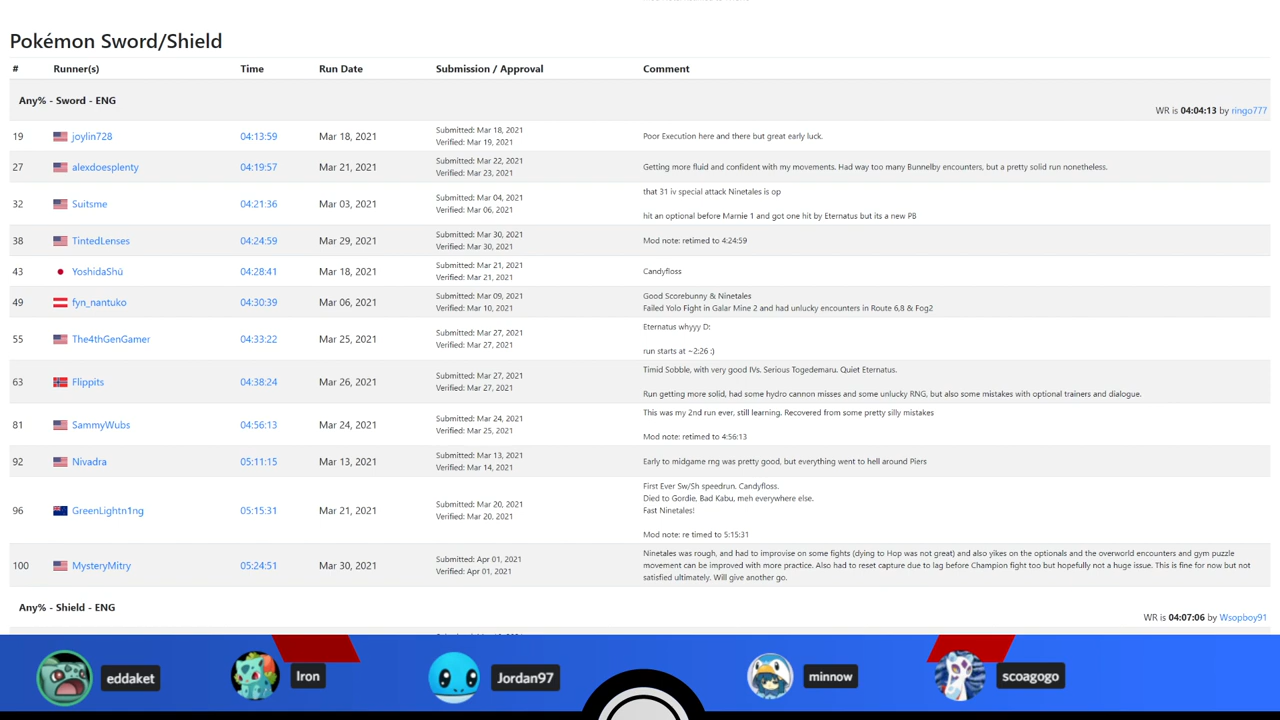 Pokémon Sword/Shield
# Runner(s) Time Run Date Submission / Approval Comment
Any% - Sword - ENG
WR is 04:04:13 by ringo777
19 joylin728 04:13:59 Mar 18, 2021 Submitted: Mar 18, 2021 Poor Execution here and there but great early luck.
Verified: Mar 19, 2021
27 alexdoesplenty 04:19:57 Mar 21, 2021 Submitted: Mar 22, 2021 Getting more fluid and confident with my movements. Had way too many Bunnelby encounters, but a pretty solid run nonetheless.
Verified: Mar 23, 2021
32 Suitsme 04:21:36 Mar 03, 2021 Submitted: Mar 04, 2021 that 31 iv special attack Ninetales is op
Verified: Mar 06, 2021 hit an optional before Marnie 1 and got one hit by Eternatus but its a new PB
38 TintedLenses 04:24:59 Mar 29, 2021 Submitted: Mar 30, 2021 Mod note: retimed to 4:24:59
Verified: Mar 30, 2021
43 YoshidaShū 04:28:41 Mar 18, 2021 Submitted: Mar 21, 2021 Candyfloss
Verified: Mar 21, 2021
49 fyn_nantuko 04:30:39 Mar 06, 2021 Submitted: Mar 09, 2021 Good Scorebunny & Ninetales
Verified: Mar 10, 2021 Failed Yolo Fight in Galar Mine 2 and had unlucky encounters in Route 6,8 & Fog2
55 The4thGenGamer 04:33:22 Mar 25, 2021 Submitted: Mar 27, 2021 Eternatus whyyy D:
Verified: Mar 27, 2021 run starts at ~2:26 :)
63 Flippits 04:38:24 Mar 26, 2021 Submitted: Mar 27, 2021 Timid Sobble, with very good IVs. Serious Togedemaru. Quiet Eternatus.
Verified: Mar 27, 2021 Run getting more solid, had some hydro cannon misses and some unlucky RNG, but also some mistakes with optional trainers and dialogue.
81 SammyWubs 04:56:13 Mar 24, 2021 Submitted: Mar 24, 2021 This was my 2nd run ever, still learning. Recovered from some pretty silly mistakes
Verified: Mar 25, 2021 Mod note: retimed to 4:56:13
92 Nivadra 05:11:15 Mar 13, 2021 Submitted: Mar 13, 2021 Early to midgame rng was pretty good, but everything went to hell around Piers
Verified: Mar 14, 2021
96 GreenLightn1ng 05:15:31 Mar 21, 2021 Submitted: Mar 20, 2021 First Ever Sw/Sh speedrun. Candyfloss.
Verified: Mar 20, 2021 Died to Gordie, Bad Kabu, meh everywhere else.
Fast Ninetales!
Mod note: re timed to 5:15:31
100 MysteryMitry 05:24:51 Mar 30, 2021 Submitted: Apr 01, 2021 Ninetales was rough, and had to improvise on some fights (dying to Hop was not great) and also yikes on the optionals and the overworld encounters and gym puzzle
Verified: Apr 01, 2021 movement can be improved with more practice. Also had to reset capture due to lag before Champion fight too but hopefully not a huge issue. This is fine for now but not
satisfied ultimately. Will give another go.
Any% - Shield - ENG
WR is 04:07:06 by Wsopboy91
eddaket Iron Jordan97 minnow scoagogo